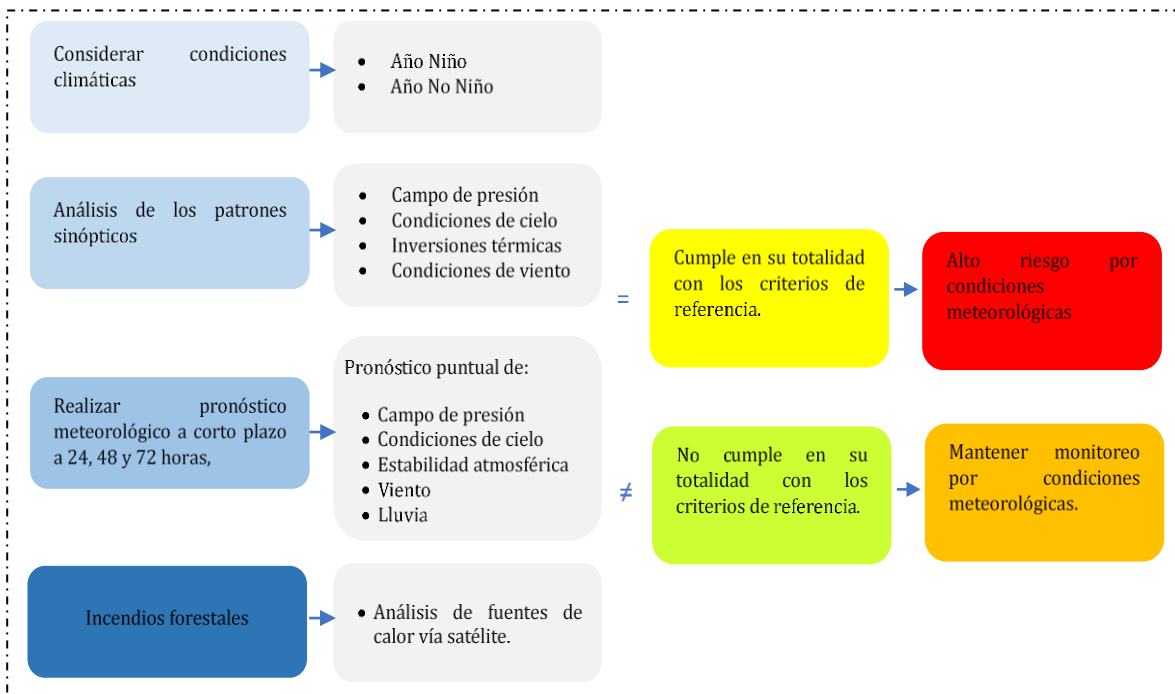 Considerar condiciones
climáticas
• Año Niño
• Año No Niño
Análisis de los patrones
sinópticos
• Campo de presión
• Condiciones de cielo
• Inversiones térmicas
• Condiciones de viento
=
Cumple en su totalidad
con los criterios de
referencia.
Alto riesgo por
condiciones
meteorológicas
Realizar pronóstico
meteorológico a corto plazo
a 24, 48 y 72 horas,
Pronóstico puntual de:
• Campo de presión
• Condiciones de cielo
• Estabilidad atmosférica
• Viento
• Lluvia
≠
No cumple en su
totalidad con los
criterios de referencia.
Mantener monitoreo
por condiciones
meteorológicas.
Incendios forestales
• Análisis de fuentes de
calor vía satélite.